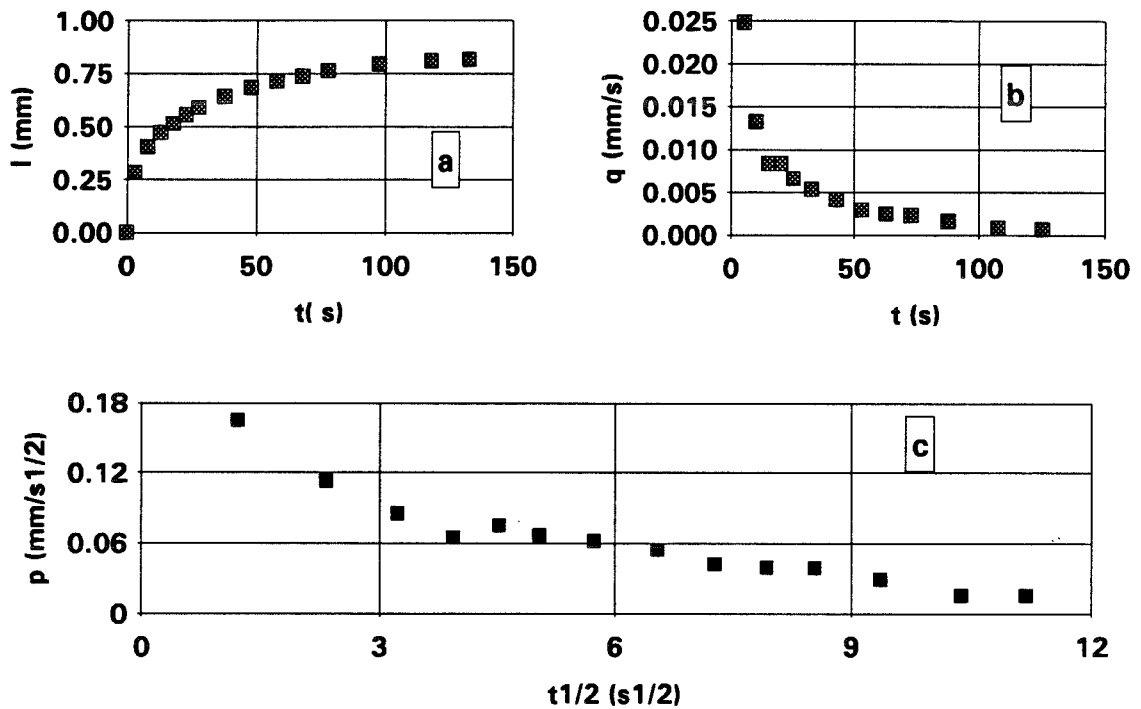 1.00
0.75
0.50
0.25
0.00
I (mm)
a
0 50 100 150
t( s)
0.025
0.020
0.015
0.010
0.005
0.000
q (mm/s)
b
0 50 100 150
t (s)
0.18
0.12
0.06
0
p (mm/s1/2)
c
0 3 6 9 12
t1/2 (s1/2)